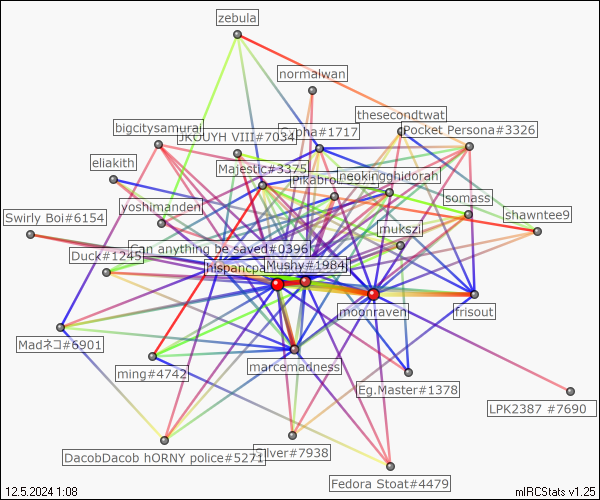 zebula
normalwan
thesecondtwat
bigcitysamurai
Pocket Persona#3326
JKOUYH VIII#7034
#1717
Majestic#3375
eliakith
neokingghidorah
somass
yoshimanden
shawntee9
Swirly Boi#6154
mukszi
Can anything be saved#0396
Duck#1245
Mushy#1984
moonraven
frisout
Madネコ#6901
marcemadness
ming#4742
Eg.Master#1378
LPK2387 #7690
DacobDacob hORNY police#5271
Silver#7938
Fedora Stoat#4479
12.5.2024 1:08
mIRCStats v1.25